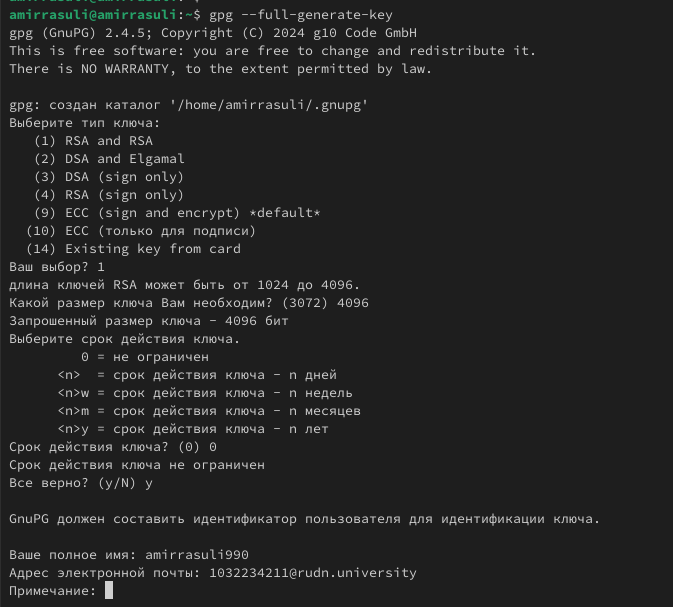 amirrasuli@amirrasuli:~$ gpg --full-generate-key
gpg (GnuPG) 2.4.5; Copyright (C) 2024 g10 Code GmbH
This is free software: you are free to change and redistribute it.
There is NO WARRANTY, to the extent permitted by law.

gpg: создан каталог '/home/amirrasuli/.gnupg'
Выберите тип ключа:
   (1) RSA and RSA
   (2) DSA and Elgamal
   (3) DSA (sign only)
   (4) RSA (sign only)
   (9) ECC (sign and encrypt) *default*
  (10) ECC (только для подписи)
  (14) Existing key from card
Ваш выбор? 1
длина ключей RSA может быть от 1024 до 4096.
Какой размер ключа Вам необходим? (3072) 4096
Запрошенный размер ключа - 4096 бит
Выберите срок действия ключа.
         0 = не ограничен
      <n>  = срок действия ключа - n дней
      <n>w = срок действия ключа - n недель
      <n>m = срок действия ключа - n месяцев
      <n>y = срок действия ключа - n лет
Срок действия ключа? (0) 0
Срок действия ключа не ограничен
Все верно? (y/N) y

GnuPG должен составить идентификатор пользователя для идентификации ключа.

Ваше полное имя: amirrasuli990
Адрес электронной почты: 1032234211@rudn.university
Примечание: